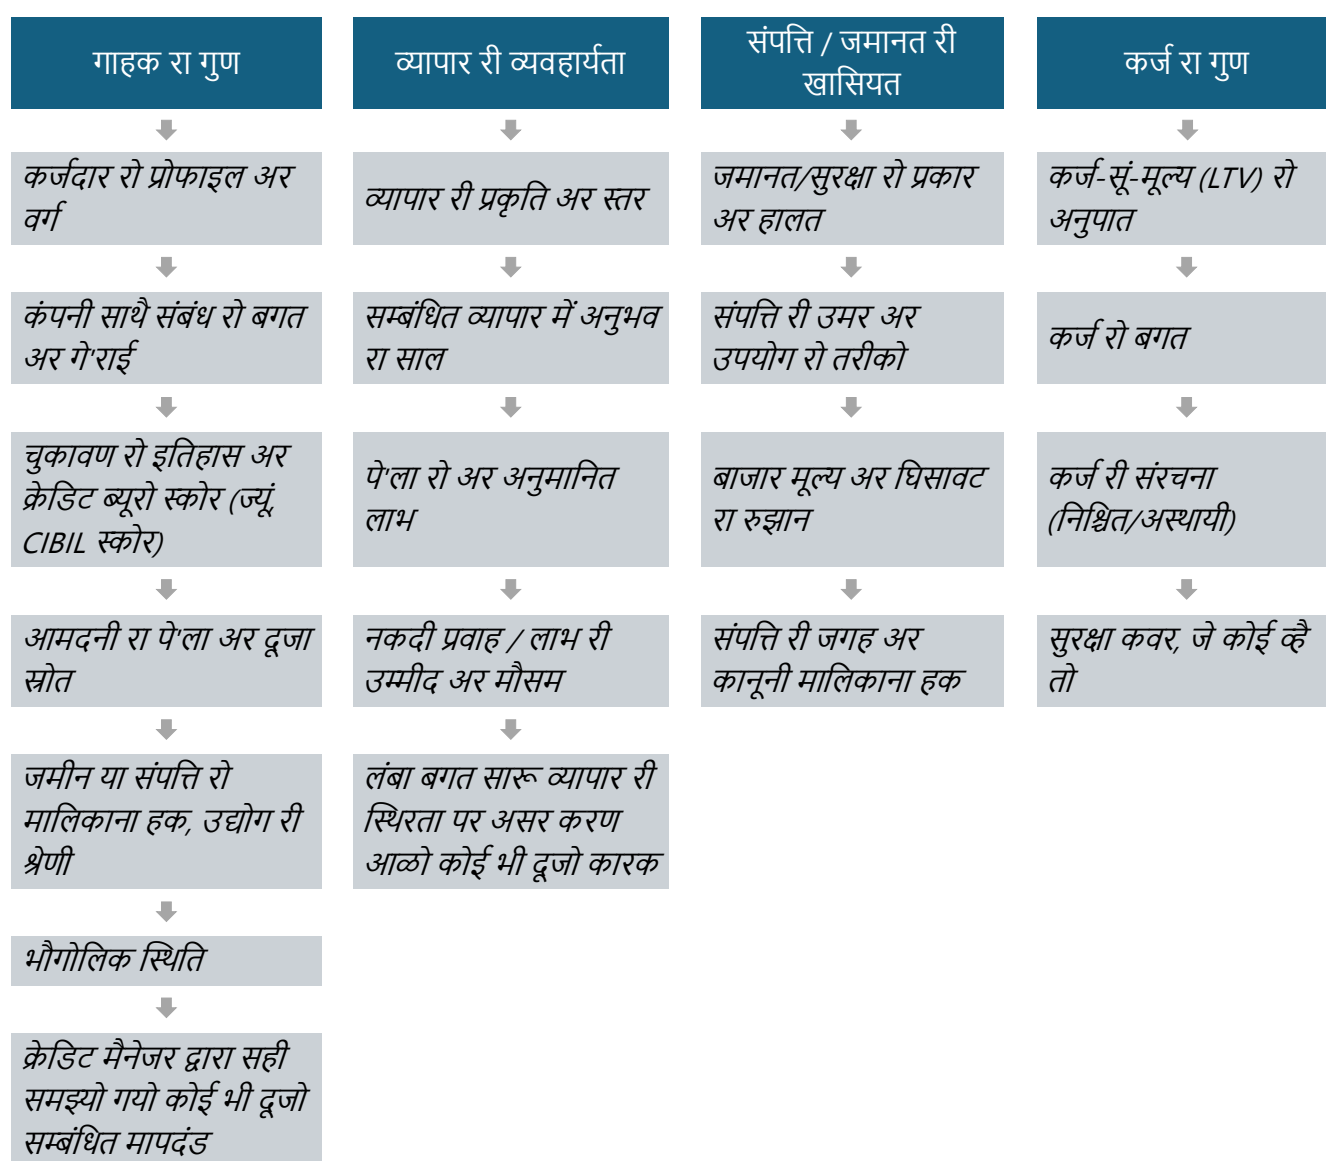 गाहक रा गुण
कर्जदार रो प्रोफाइल अर
वर्ग
कंपनी साथै संबंध रो बगत
अर गे'राई
चुकावण रो इतिहास अर
क्रेडिट ब्यूरो स्कोर (ज्यूं,
CIBIL स्कोर)
आमदनी रा पे'ला अर दूजा
स्रोत
जमीन या संपत्ति रो
मालिकाना हक, उद्योग री
श्रेणी
भौगोलिक स्थिति
क्रेडिट मैनेजर द्वारा सही
समझ्यो गयो कोई भी दूजो
सम्बंधित मापदंड
व्यापार री व्यवहार्यता
व्यापार री प्रकृति अर स्तर
सम्बंधित व्यापार में अनुभव
रा साल
पे'ला रो अर अनुमानित
लाभ
नकदी प्रवाह / लाभ री
उम्मीद अर मौसम
लंबा बगत सारू व्यापार री
स्थिरता पर असर करण
आळो कोई भी दूजो कारक
संपत्ति / जमानत री
खासियत
जमानत/सुरक्षा रो प्रकार
अर हालत
संपत्ति री उमर अर
उपयोग रो तरीको
बाजार मूल्य अर घिसावट
रा रुझान
संपत्ति री जगह अर
कानूनी मालिकाना हक
कर्ज रा गुण
कर्ज-सूं-मूल्य (LTV) रो
अनुपात
कर्ज रो बगत
कर्ज री संरचना
(निश्चित/अस्थायी)
सुरक्षा कवर, जे कोई व्है
तो